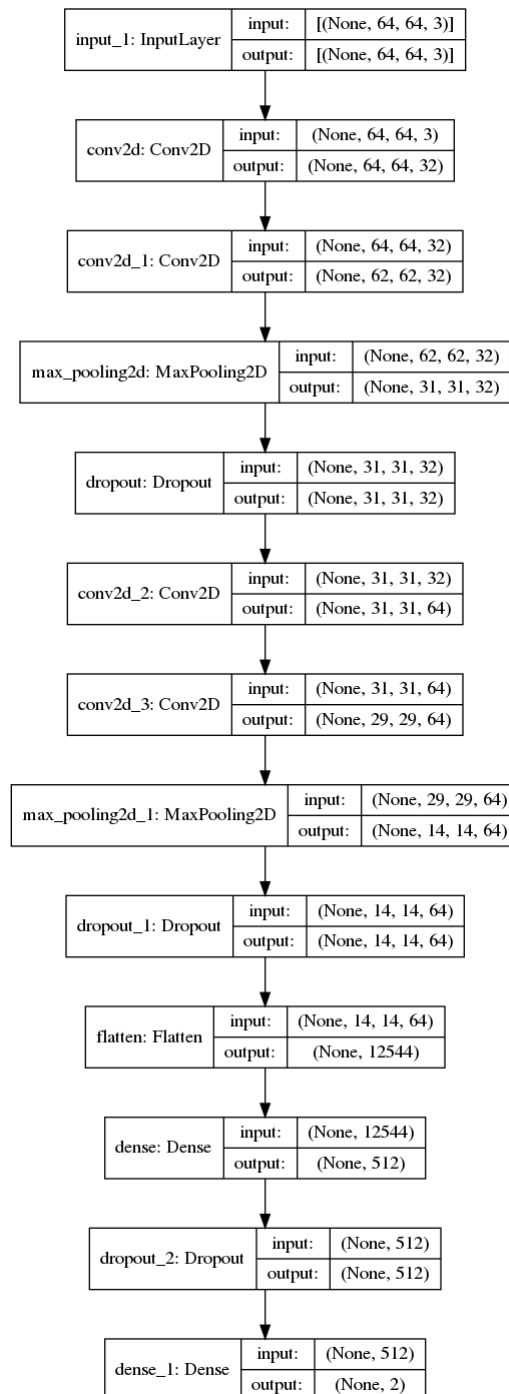 input_1: InputLayer
input: [(None, 64, 64, 3)]
output: [(None, 64, 64, 3)]
conv2d: Conv2D
input: (None, 64, 64, 3)
output: (None, 64, 64, 32)
conv2d_1: Conv2D
input: (None, 64, 64, 32)
output: (None, 62, 62, 32)
max_pooling2d: MaxPooling2D
input: (None, 62, 62, 32)
output: (None, 31, 31, 32)
dropout: Dropout
input: (None, 31, 31, 32)
output: (None, 31, 31, 32)
conv2d_2: Conv2D
input: (None, 31, 31, 32)
output: (None, 31, 31, 64)
conv2d_3: Conv2D
input: (None, 31, 31, 64)
output: (None, 29, 29, 64)
max_pooling2d_1: MaxPooling2D
input: (None, 29, 29, 64)
output: (None, 14, 14, 64)
dropout_1: Dropout
input: (None, 14, 14, 64)
output: (None, 14, 14, 64)
flatten: Flatten
input: (None, 14, 14, 64)
output: (None, 12544)
dense: Dense
input: (None, 12544)
output: (None, 512)
dropout_2: Dropout
input: (None, 512)
output: (None, 512)
dense_1: Dense
input: (None, 512)
output: (None, 2)